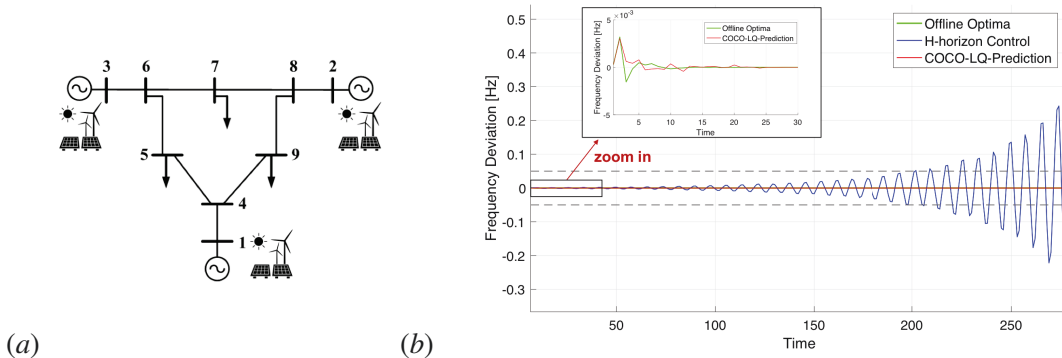 3
6
7
8
2
5
9
4
1
(a)
(b)
Frequency Deviation [Hz]
0.5
0.4
0.3
0.2
0.1
0
-0.1
-0.2
-0.3
50
100
150
200
250
Time
Offline Optima
H-horizon Control
COCO-LQ-Prediction
×10⁻³
Frequency Deviation [Hz]
5
0
-5
5
10
15
20
25
30
Time
Offline Optima
COCO-LQ-Prediction
zoom in